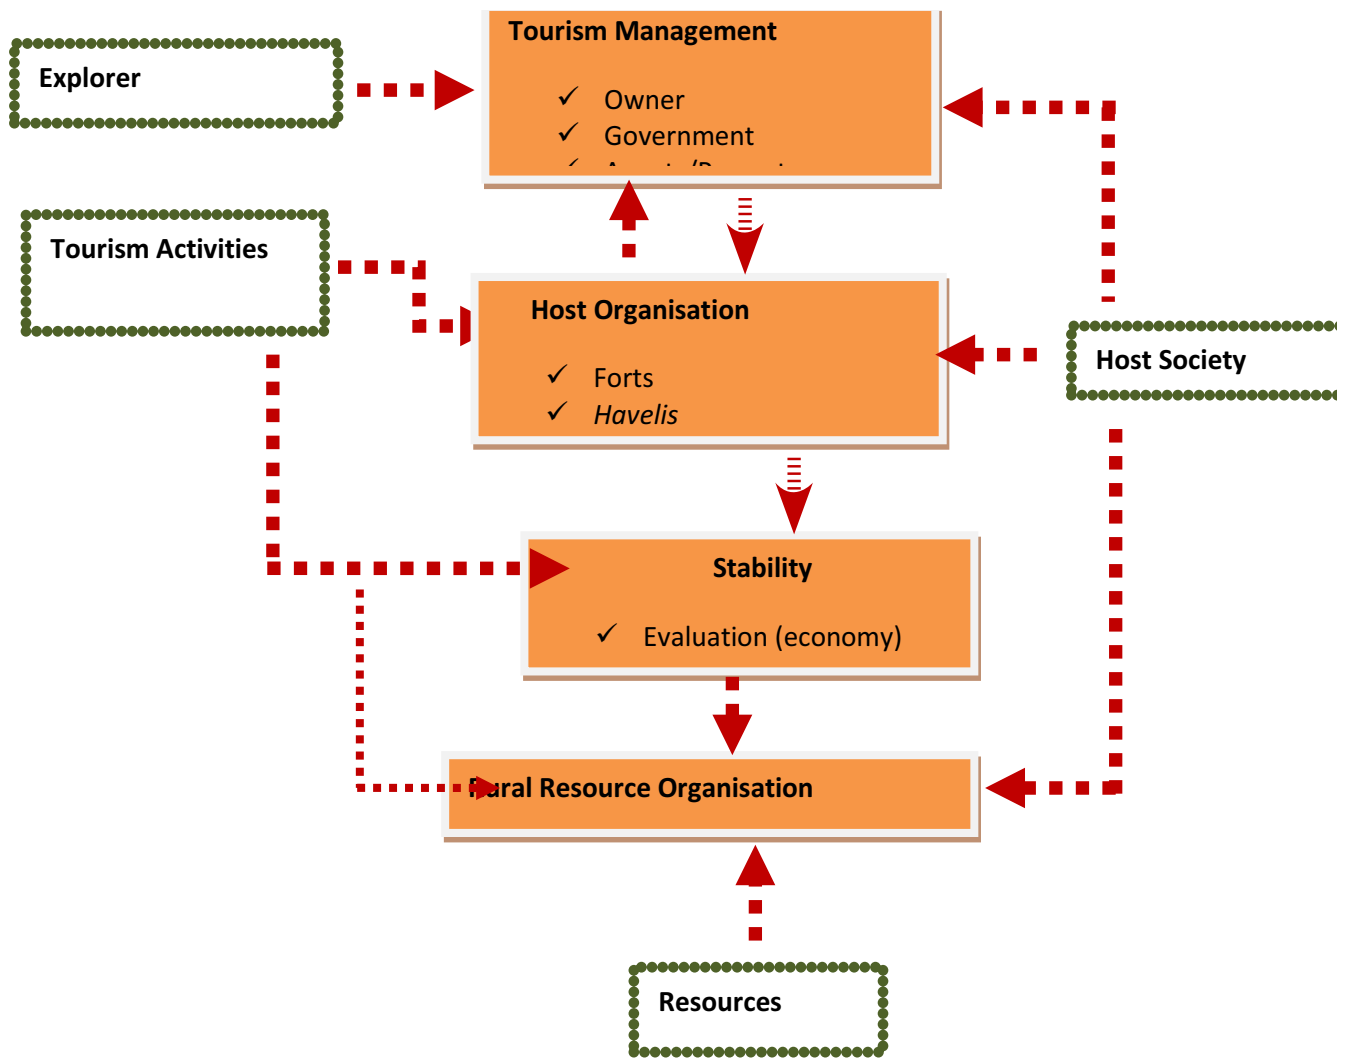 Tourism Management
Explorer
✓ Owner
✓ Government
Tourism Activities
Host Organisation
Host Society
✓ Forts
✓ Havelis
Stability
✓ Evaluation (economy)
Rural Resource Organisation
Resources